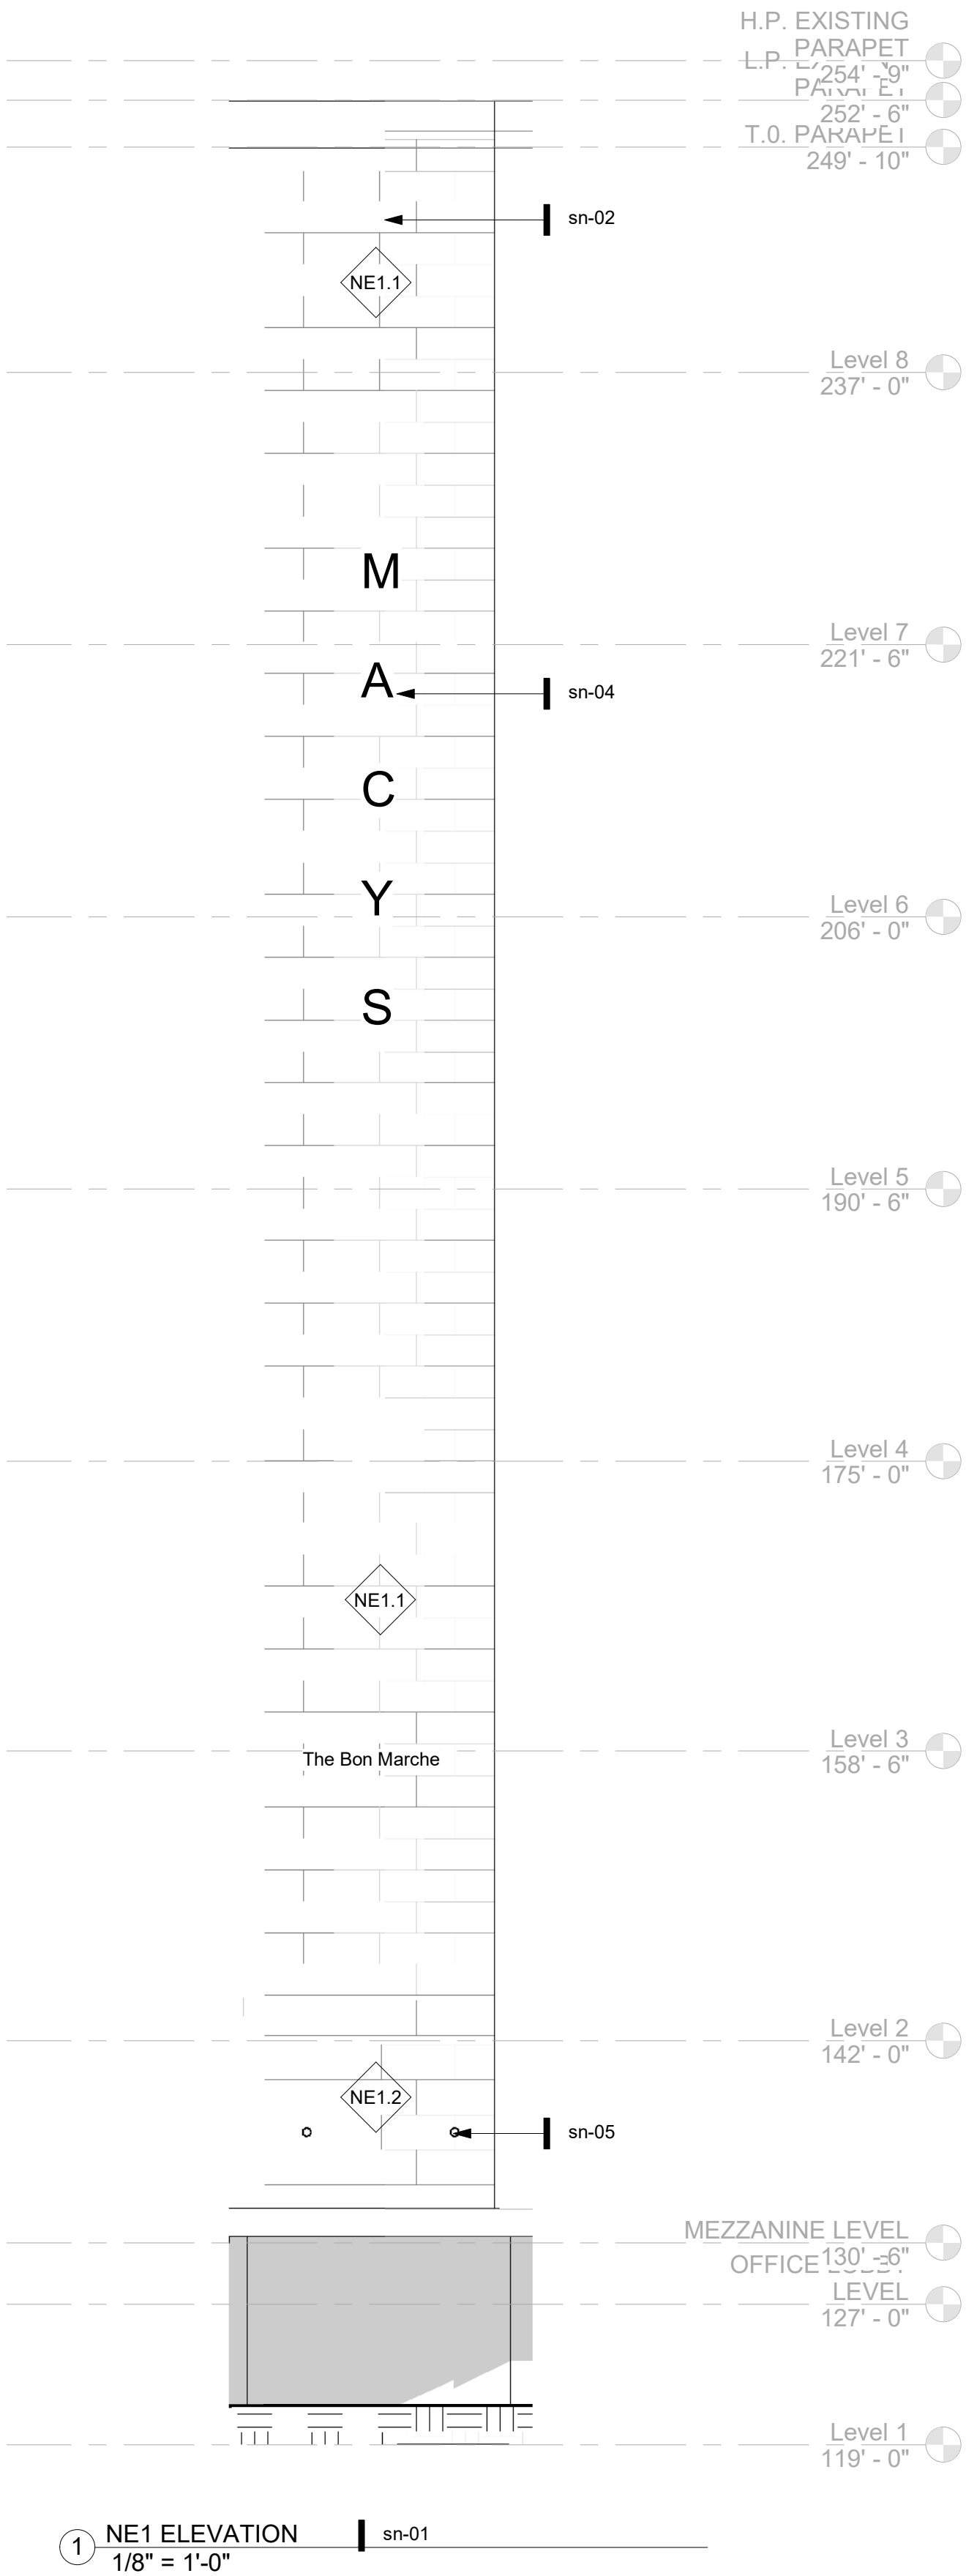 H.P. EXISTING
PARAPET
254' - 9"
L.P.
PARAPET
252' - 6"
T.0. PARAPET
249' - 10"
sn-02
NE1.1
Level 8
237' - 0"
M
Level 7
221' - 6"
A
sn-04
C
Y
Level 6
206' - 0"
S
Level 5
190' - 6"
Level 4
175' - 0"
NE1.1
Level 3
158' - 6"
The Bon Marche
Level 2
142' - 0"
NE1.2
sn-05
MEZZANINE LEVEL
130' - 6"
OFFICE LOBBY
LEVEL
127' - 0"
Level 1
119' - 0"
1 NE1 ELEVATION sn-01
1/8" = 1'-0"